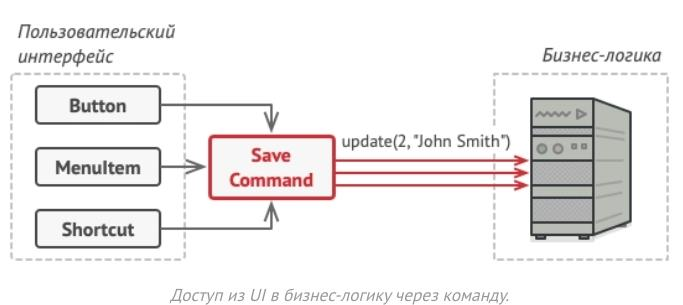 Пользовательский
интерфейс
Бизнес-логика
Button
MenuItem
Shortcut
Save
Command
update(2, "John Smith")
Доступ из UI в бизнес-логику через команду.